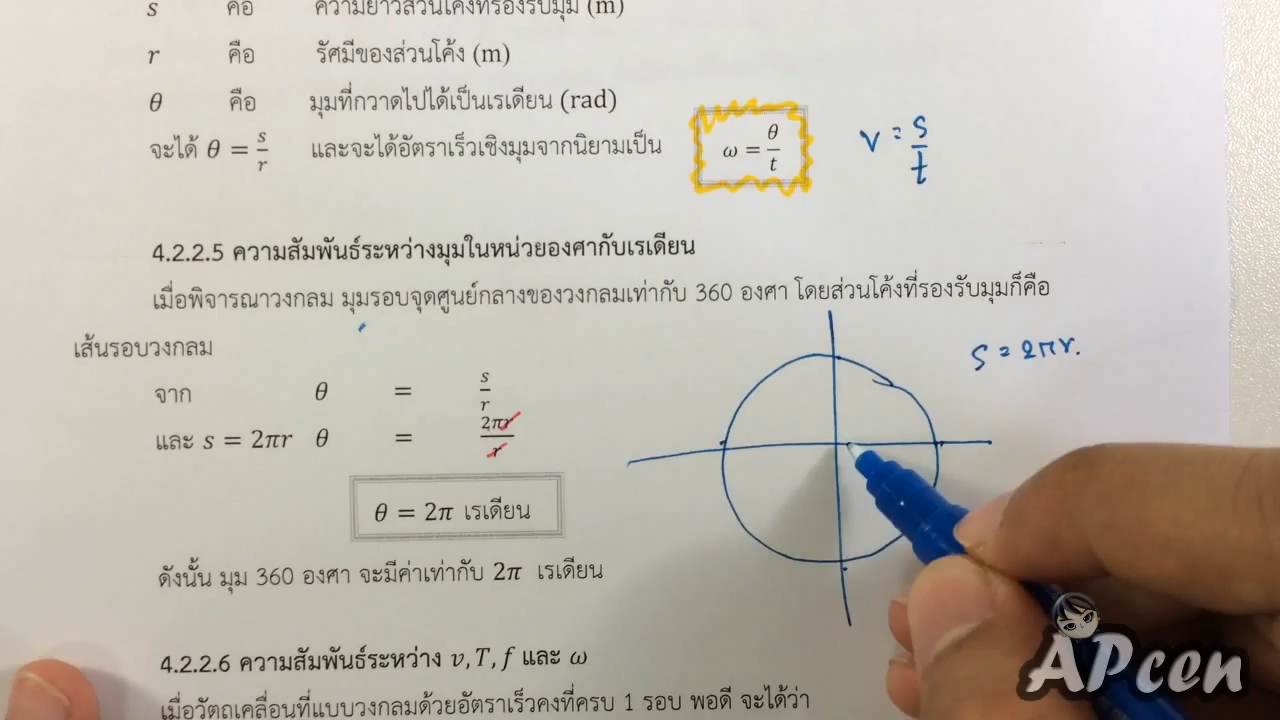 s คือ ความยาวส่วนโค้งที่รองรับมุม (m)
r คือ รัศมีของส่วนโค้ง (m)
θ คือ มุมที่กวาดไปได้เป็นเรเดียน (rad)
จะได้ θ = s/r และจะได้อัตราเร็วเชิงมุมจากนิยามเป็น ω = θ/t v = s/t
4.2.2.5 ความสัมพันธ์ระหว่างมุมในหน่วยองศากับเรเดียน
เมื่อพิจารณาวงกลม มุมรอบจุดศูนย์กลางของวงกลมเท่ากับ 360 องศา โดยส่วนโค้งที่รองรับมุมก็คือ
เส้นรอบวงกลม
s = 2πr.
จาก θ = s/r
และ s = 2πr θ = 2πr/r
θ = 2π เรเดียน
ดังนั้น มุม 360 องศา จะมีค่าเท่ากับ 2π เรเดียน
4.2.2.6 ความสัมพันธ์ระหว่าง v, T, f และ ω
เมื่อวัตถุเคลื่อนที่แบบวงกลมด้วยอัตราเร็วคงที่ครบ 1 รอบ พอดี จะได้ว่า
APcen